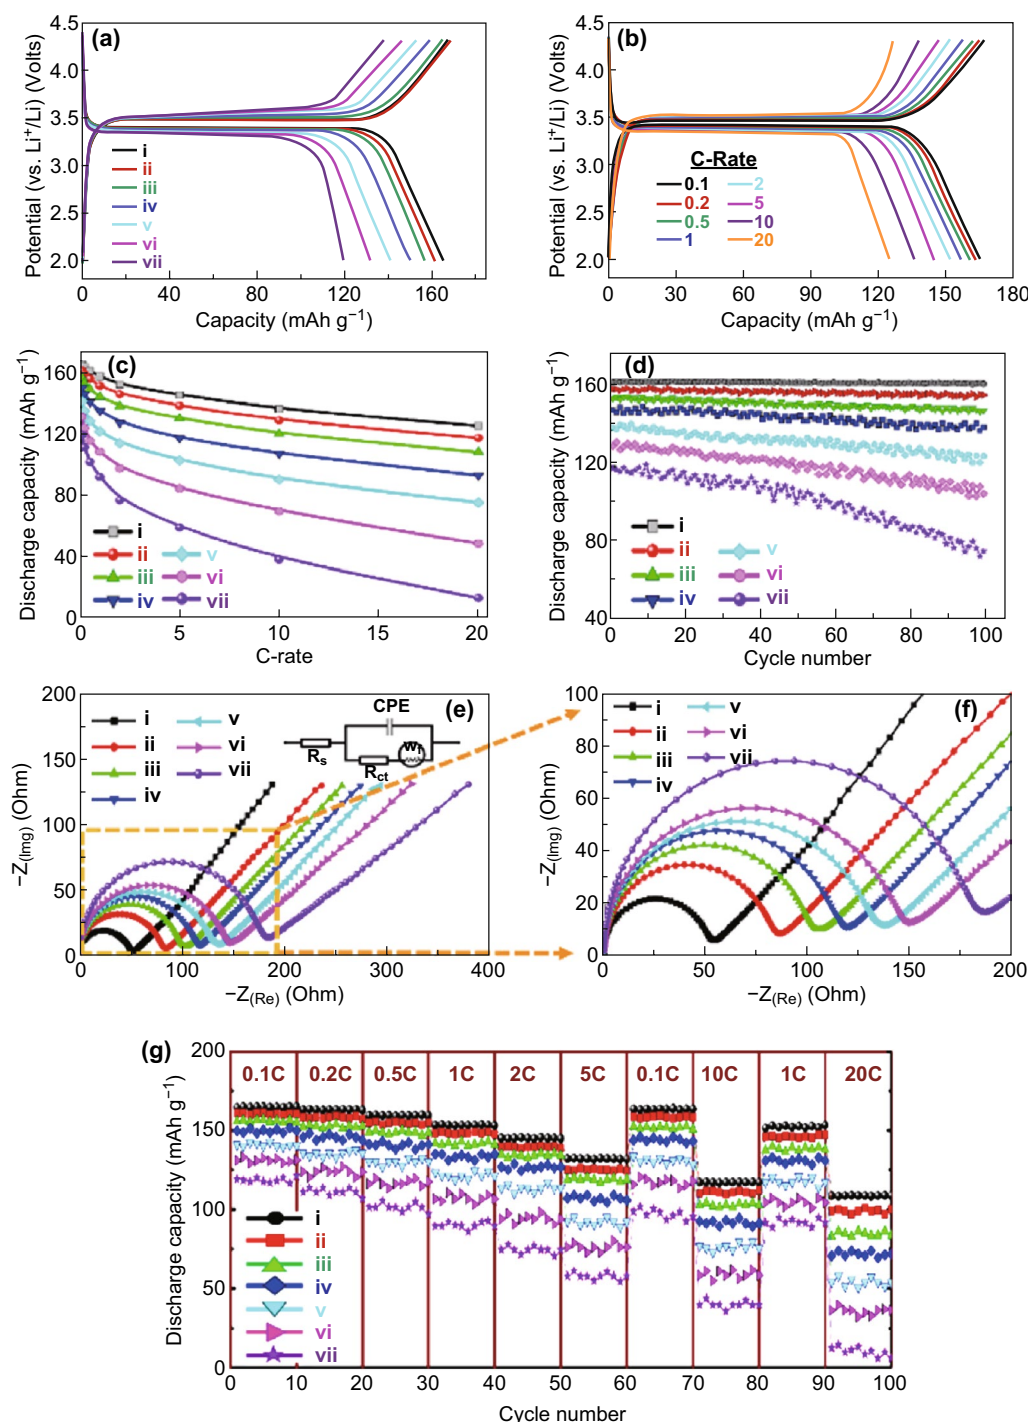 (a)
Potential (vs. Li⁺/Li) (Volts)
4.5
4.0
3.5
3.0
2.5
2.0
i
ii
iii
iv
v
vi
vii
0 40 80 120 160
Capacity (mAh g⁻¹)
(b)
Potential (vs. Li⁺/Li) (Volts)
4.5
4.0
3.5
3.0
2.5
2.0
C-Rate
0.1 2
0.2 5
0.5 10
1 20
0 30 60 90 120 150 180
Capacity (mAh g⁻¹)
(c)
Discharge capacity (mAh g⁻¹)
160
120
80
40
0
i
ii v
iii vi
iv vii
0 5 10 15 20
C-rate
(d)
Discharge capacity (mAh g⁻¹)
160
120
80
40
i
ii v
iii vi
iv vii
0 20 40 60 80 100
Cycle number
(e)
−Z(Img) (Ohm)
200
150
100
50
0
i v
ii vi
iii vii
iv
CPE
Rs
Rct
W1
0 100 200 300 400
−Z(Re) (Ohm)
(f)
−Z(Img) (Ohm)
100
80
60
40
20
0
i v
ii vi
iii vii
iv
0 50 100 150 200
−Z(Re) (Ohm)
(g)
Discharge capacity (mAh g⁻¹)
200
150
100
50
0
0.1C 0.2C 0.5C 1C 2C 5C 0.1C 10C 1C 20C
i
ii
iii
iv
v
vi
vii
0 10 20 30 40 50 60 70 80 90 100
Cycle number